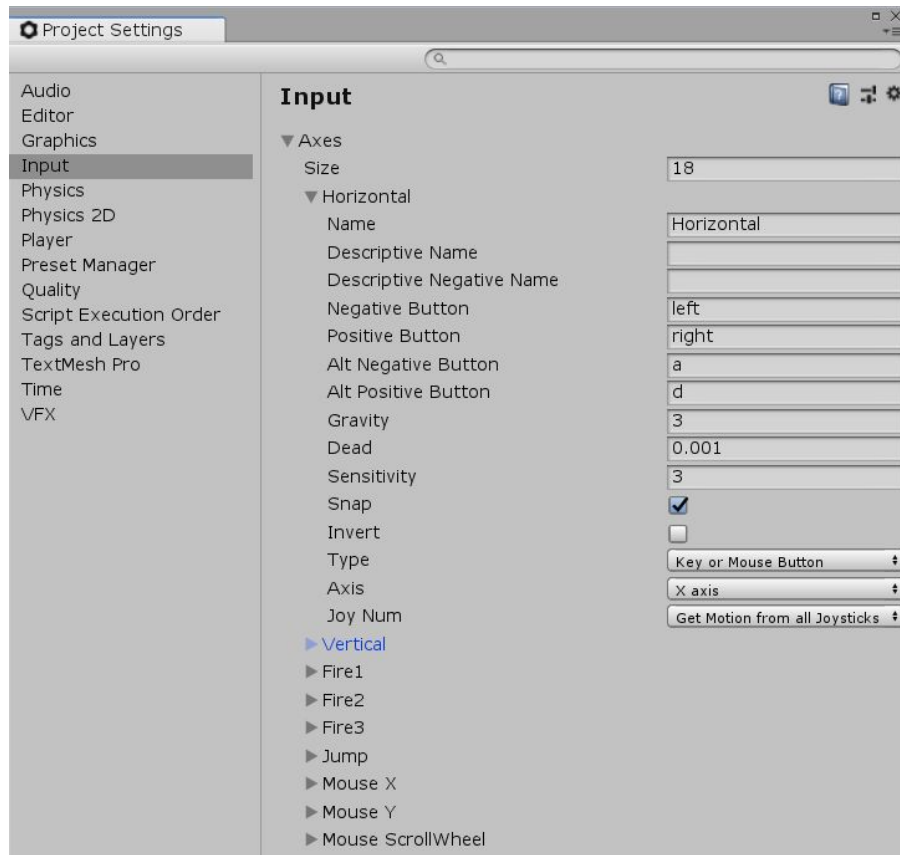 Project Settings
Audio
Editor
Graphics
Input
Physics
Physics 2D
Player
Preset Manager
Quality
Script Execution Order
Tags and Layers
TextMesh Pro
Time
VFX
Input
Axes
Size 18
Horizontal
Name Horizontal
Descriptive Name
Descriptive Negative Name
Negative Button left
Positive Button right
Alt Negative Button a
Alt Positive Button d
Gravity 3
Dead 0.001
Sensitivity 3
Snap
Invert
Type Key or Mouse Button
Axis X axis
Joy Num Get Motion from all Joysticks
Vertical
Fire1
Fire2
Fire3
Jump
Mouse X
Mouse Y
Mouse ScrollWheel